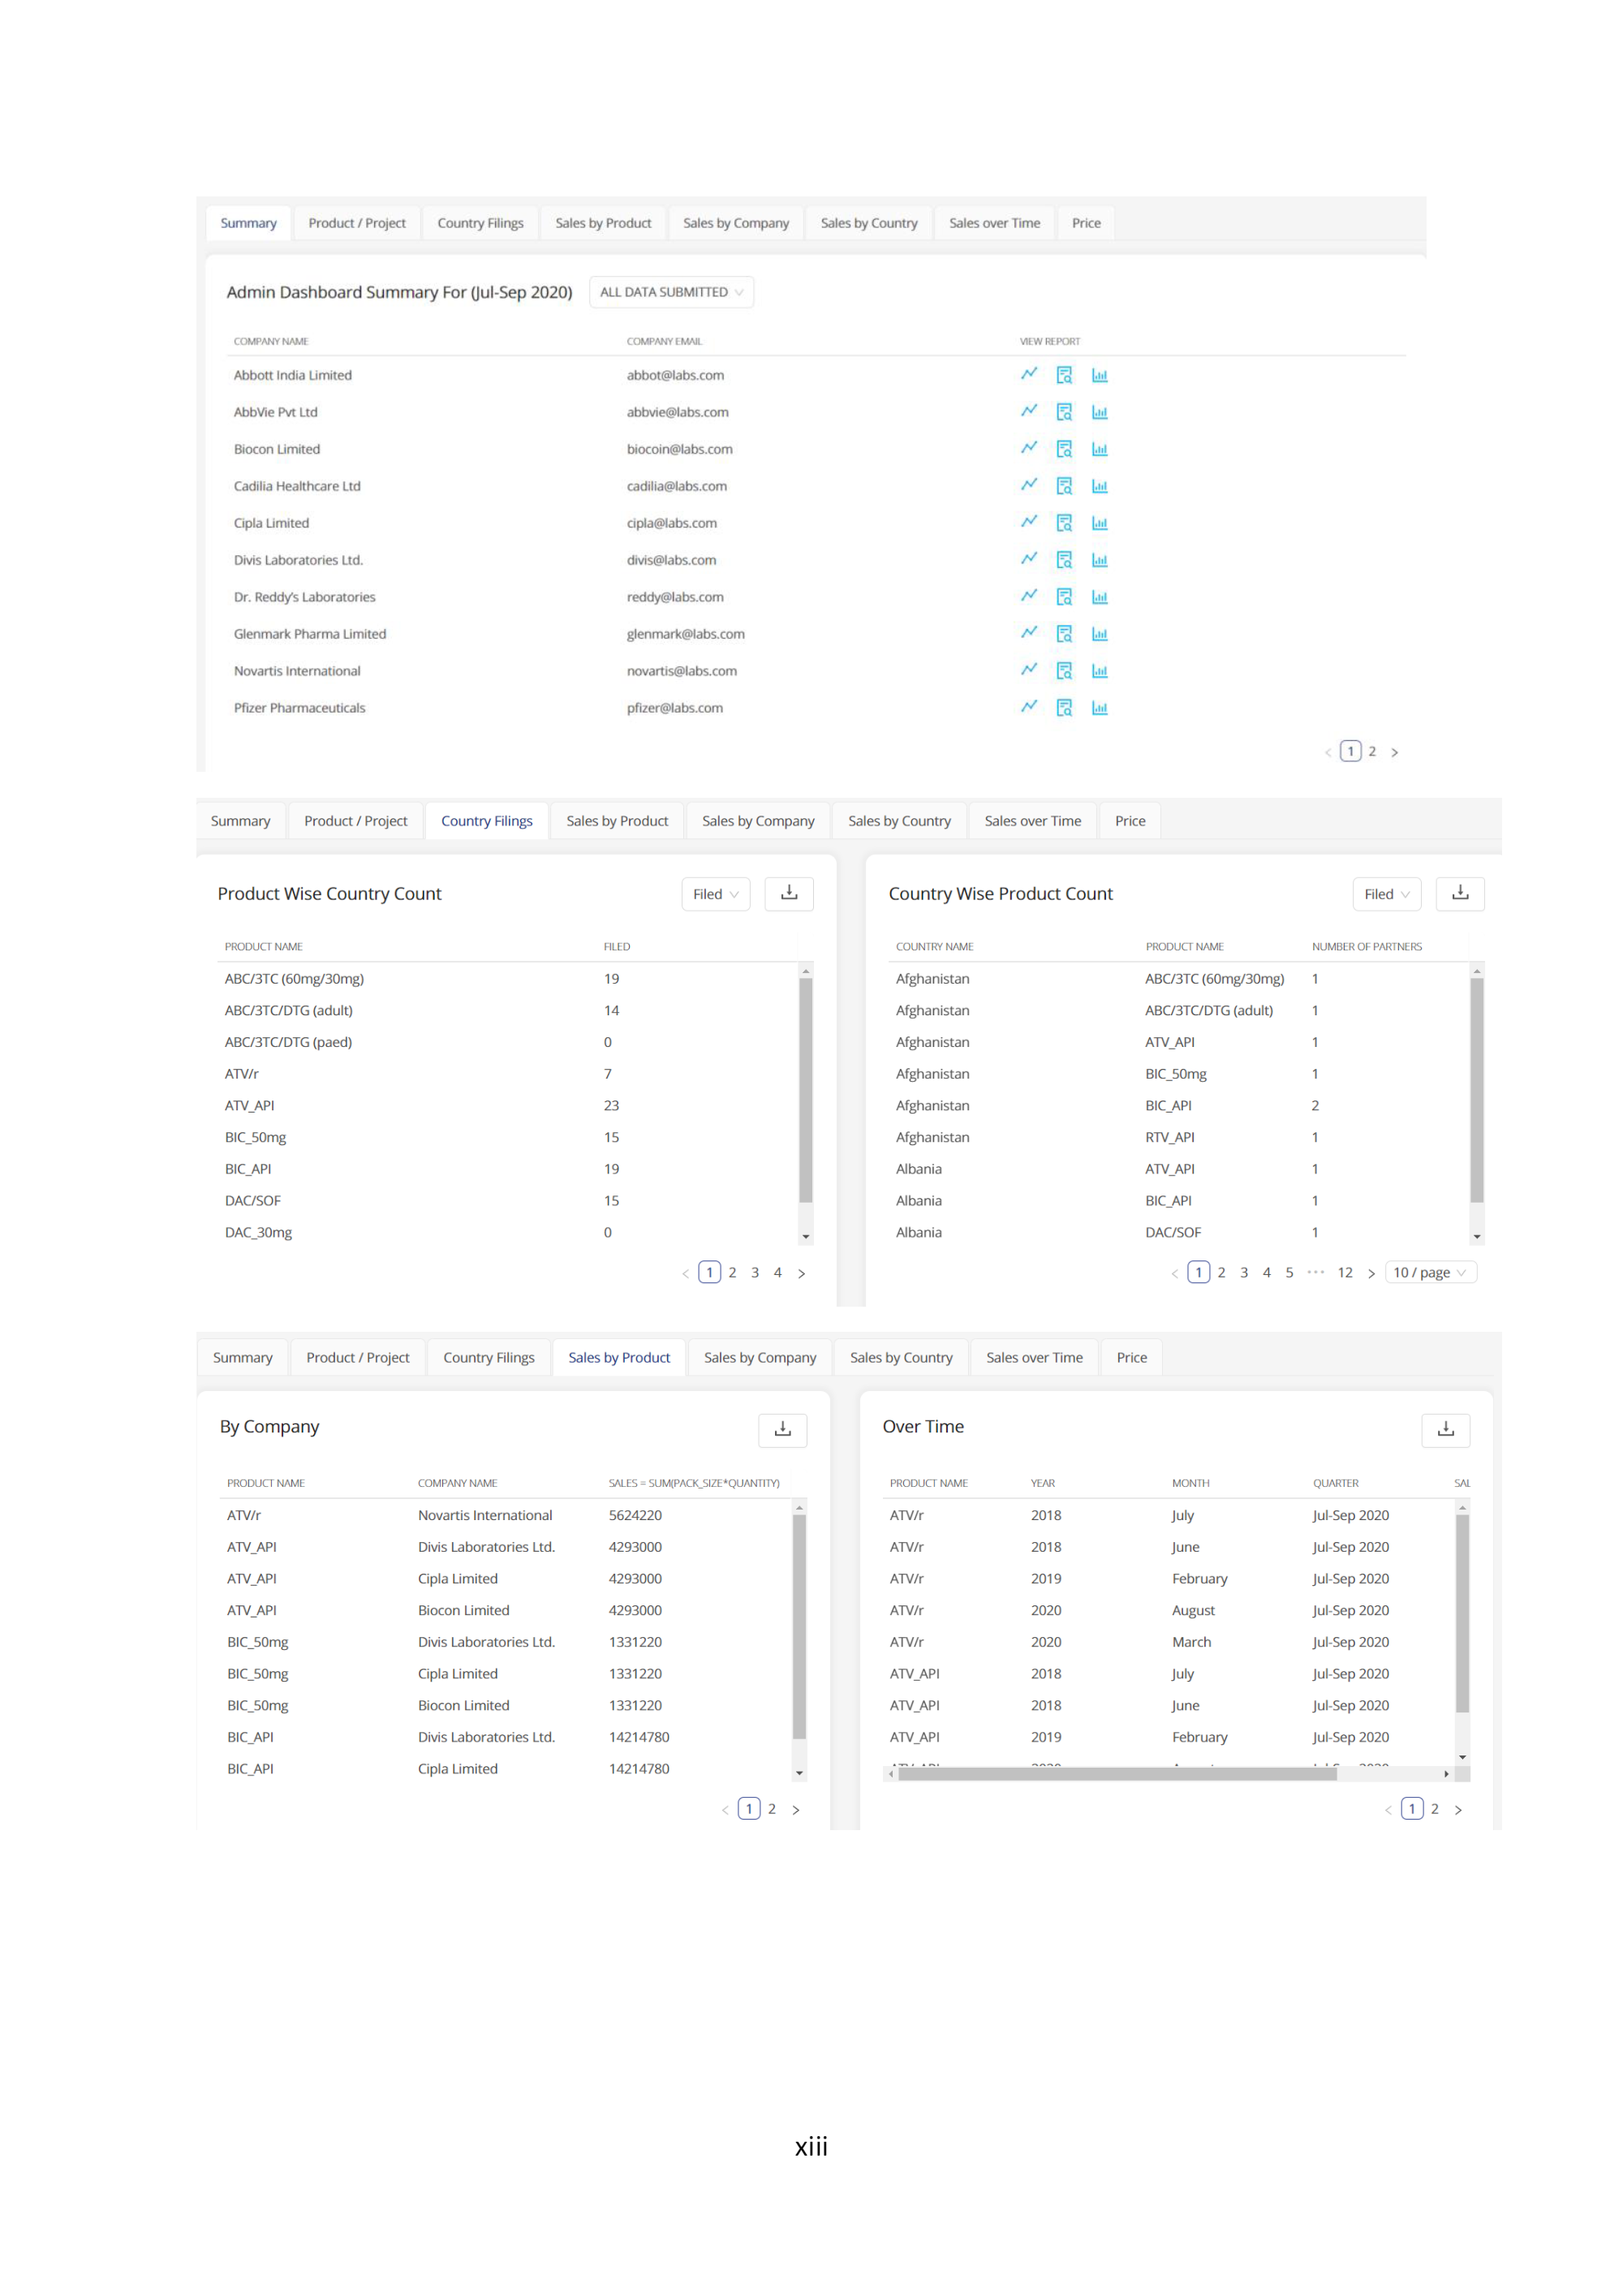 Summary Product / Project Country Filings Sales by Product Sales by Company Sales by Country Sales over Time Price
Admin Dashboard Summary For (Jul-Sep 2020) ALL DATA SUBMITTED
COMPANY NAME COMPANY EMAIL VIEW REPORT
Abbott India Limited abbot@labs.com
AbbVie Pvt Ltd abbvie@labs.com
Biocon Limited biocoin@labs.com
Cadilia Healthcare Ltd cadilia@labs.com
Cipla Limited cipla@labs.com
Divis Laboratories Ltd. divis@labs.com
Dr. Reddy's Laboratories reddy@labs.com
Glenmark Pharma Limited glenmark@labs.com
Novartis International novartis@labs.com
Pfizer Pharmaceuticals pfizer@labs.com
< 1 2 >
Summary Product / Project Country Filings Sales by Product Sales by Company Sales by Country Sales over Time Price
Product Wise Country Count Filed
PRODUCT NAME FILED
ABC/3TC (60mg/30mg) 19
ABC/3TC/DTG (adult) 14
ABC/3TC/DTG (paed) 0
ATV/r 7
ATV_API 23
BIC_50mg 15
BIC_API 19
DAC/SOF 15
DAC_30mg 0
< 1 2 3 4 >
Country Wise Product Count Filed
COUNTRY NAME PRODUCT NAME NUMBER OF PARTNERS
Afghanistan ABC/3TC (60mg/30mg) 1
Afghanistan ABC/3TC/DTG (adult) 1
Afghanistan ATV_API 1
Afghanistan BIC_50mg 1
Afghanistan BIC_API 2
Afghanistan RTV_API 1
Albania ATV_API 1
Albania BIC_API 1
Albania DAC/SOF 1
< 1 2 3 4 5 ••• 12 > 10 / page
Summary Product / Project Country Filings Sales by Product Sales by Company Sales by Country Sales over Time Price
By Company
PRODUCT NAME COMPANY NAME SALES = SUM(PACK_SIZE*QUANTITY)
ATV/r Novartis International 5624220
ATV_API Divis Laboratories Ltd. 4293000
ATV_API Cipla Limited 4293000
ATV_API Biocon Limited 4293000
BIC_50mg Divis Laboratories Ltd. 1331220
BIC_50mg Cipla Limited 1331220
BIC_50mg Biocon Limited 1331220
BIC_API Divis Laboratories Ltd. 14214780
BIC_API Cipla Limited 14214780
< 1 2 >
Over Time
PRODUCT NAME YEAR MONTH QUARTER SAL
ATV/r 2018 July Jul-Sep 2020
ATV/r 2018 June Jul-Sep 2020
ATV/r 2019 February Jul-Sep 2020
ATV/r 2020 August Jul-Sep 2020
ATV/r 2020 March Jul-Sep 2020
ATV_API 2018 July Jul-Sep 2020
ATV_API 2018 June Jul-Sep 2020
ATV_API 2019 February Jul-Sep 2020
< 1 2 >
xiii